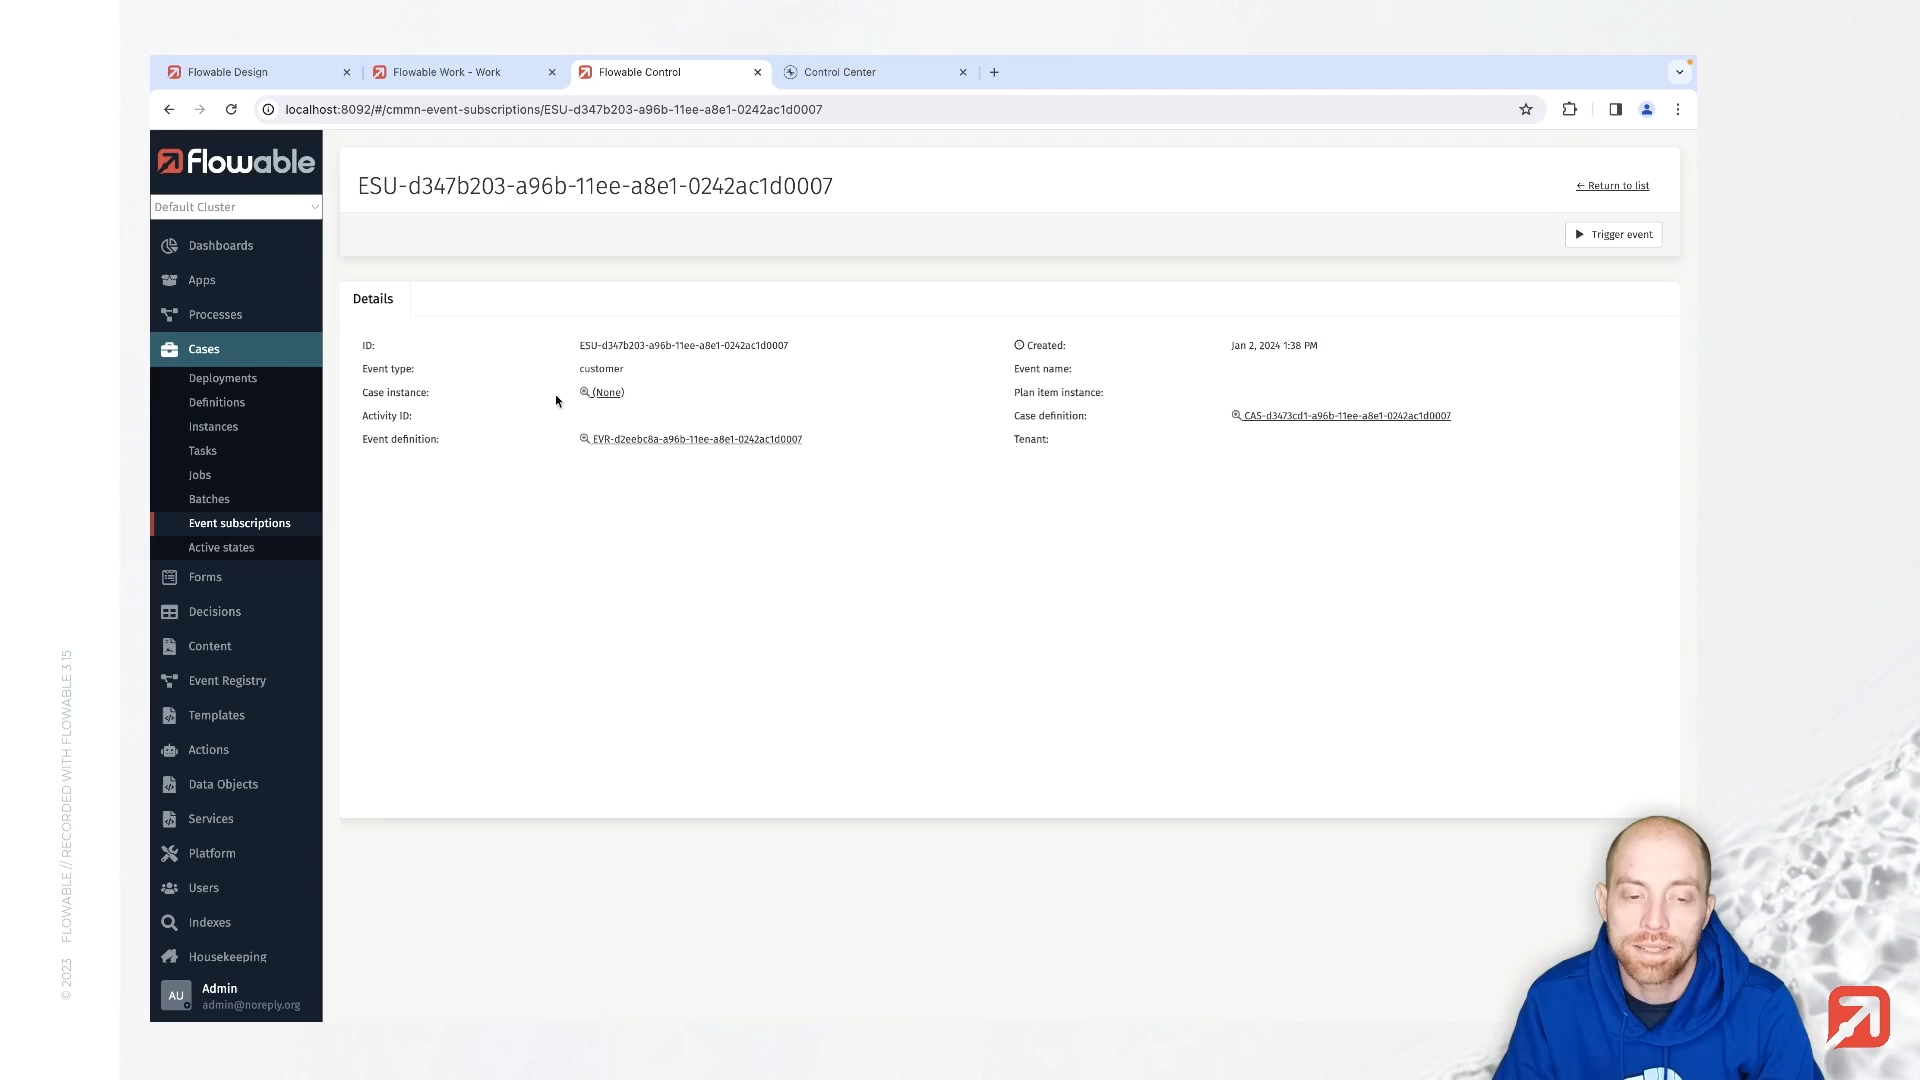 Flowable Design
Flowable Work - Work
Flowable Control
Control Center
localhost:8092/#/cmmn-event-subscriptions/ESU-d347b203-a96b-11ee-a8e1-0242ac1d0007
Flowable
Default Cluster
Dashboards
Apps
Processes
Cases
Deployments
Definitions
Instances
Tasks
Jobs
Batches
Event subscriptions
Active states
Forms
Decisions
Content
Event Registry
Templates
Actions
Data Objects
Services
Platform
Users
Indexes
Housekeeping
AU
Admin
admin@noreply.org
ESU-d347b203-a96b-11ee-a8e1-0242ac1d0007
← Return to list
Trigger event
Details
ID: ESU-d347b203-a96b-11ee-a8e1-0242ac1d0007 Created: Jan 2, 2024 1:38 PM
Event type: customer Event name:
Case instance: (None) Plan item instance:
Activity ID: Case definition: CAS-d3473cd1-a96b-11ee-a8e1-0242ac1d0007
Event definition: EVR-d2eebc8a-a96b-11ee-a8e1-0242ac1d0007 Tenant:
© 2023 FLOWABLE // RECORDED WITH FLOWABLE 3.15